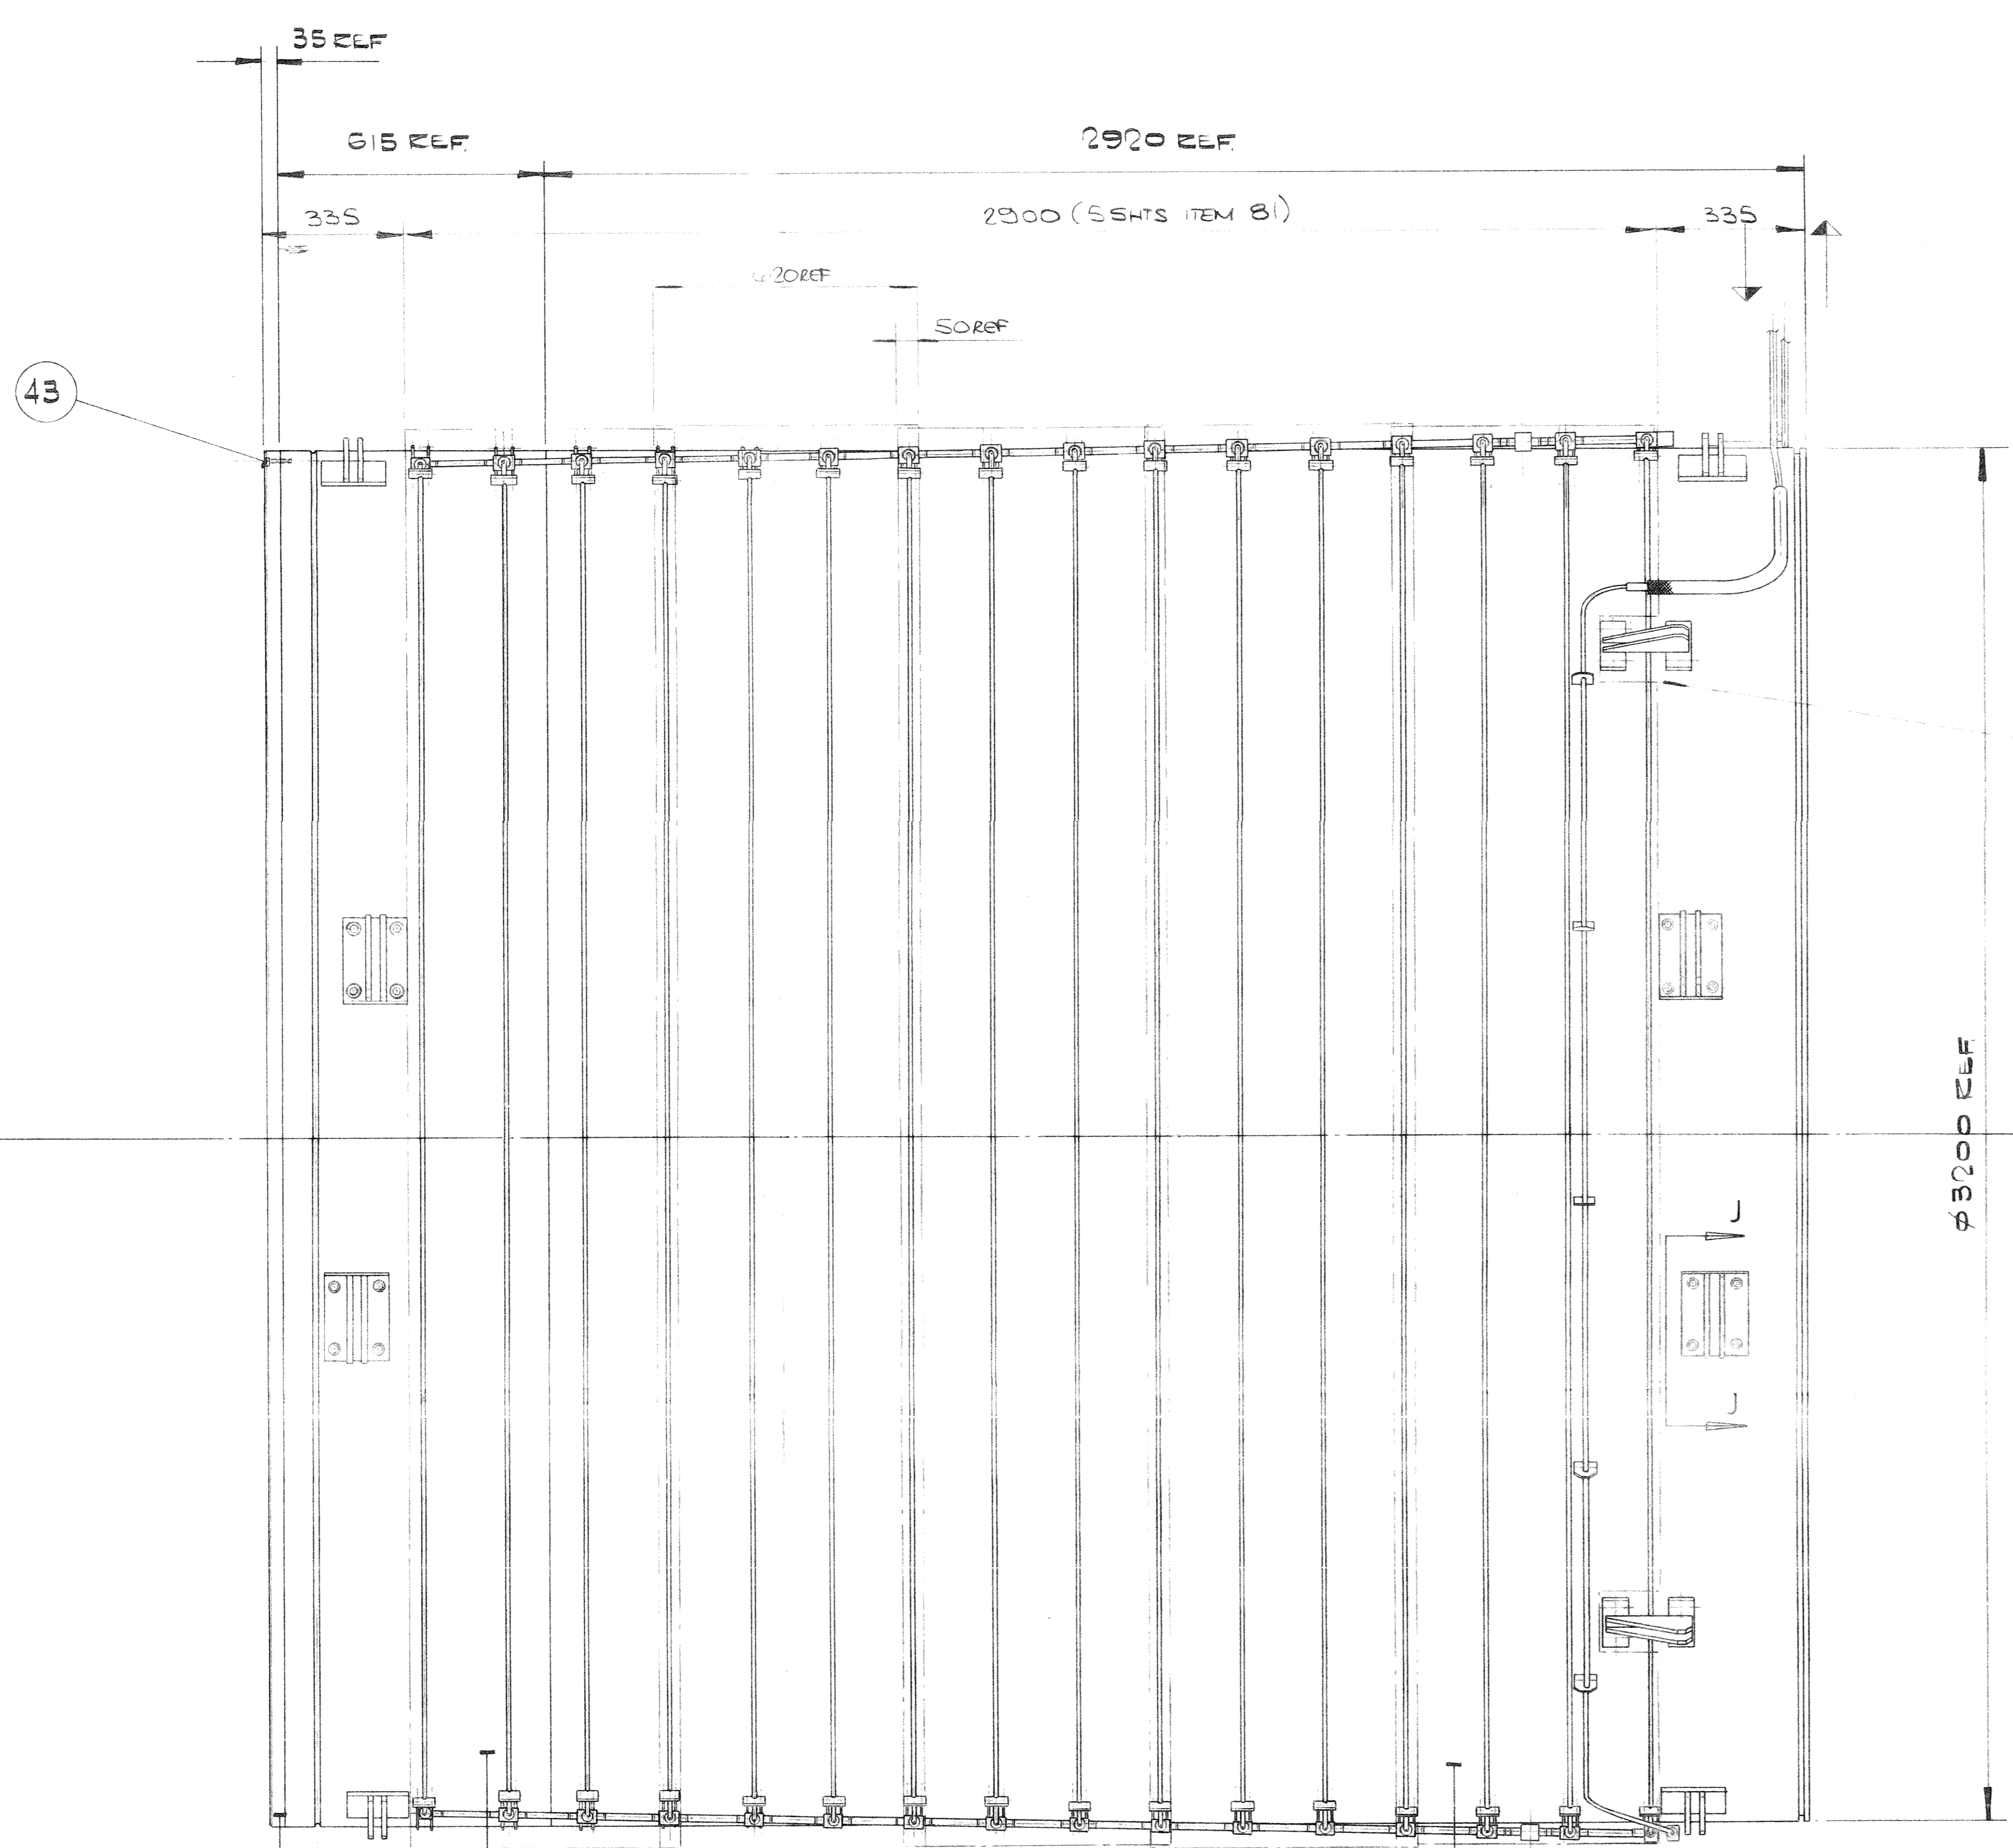 35 REF
615 REF.
2920 REF.
335
2900 (5 SHTS ITEM 81)
335
620 REF
50 REF
43
Ø3200 REF.
J
J